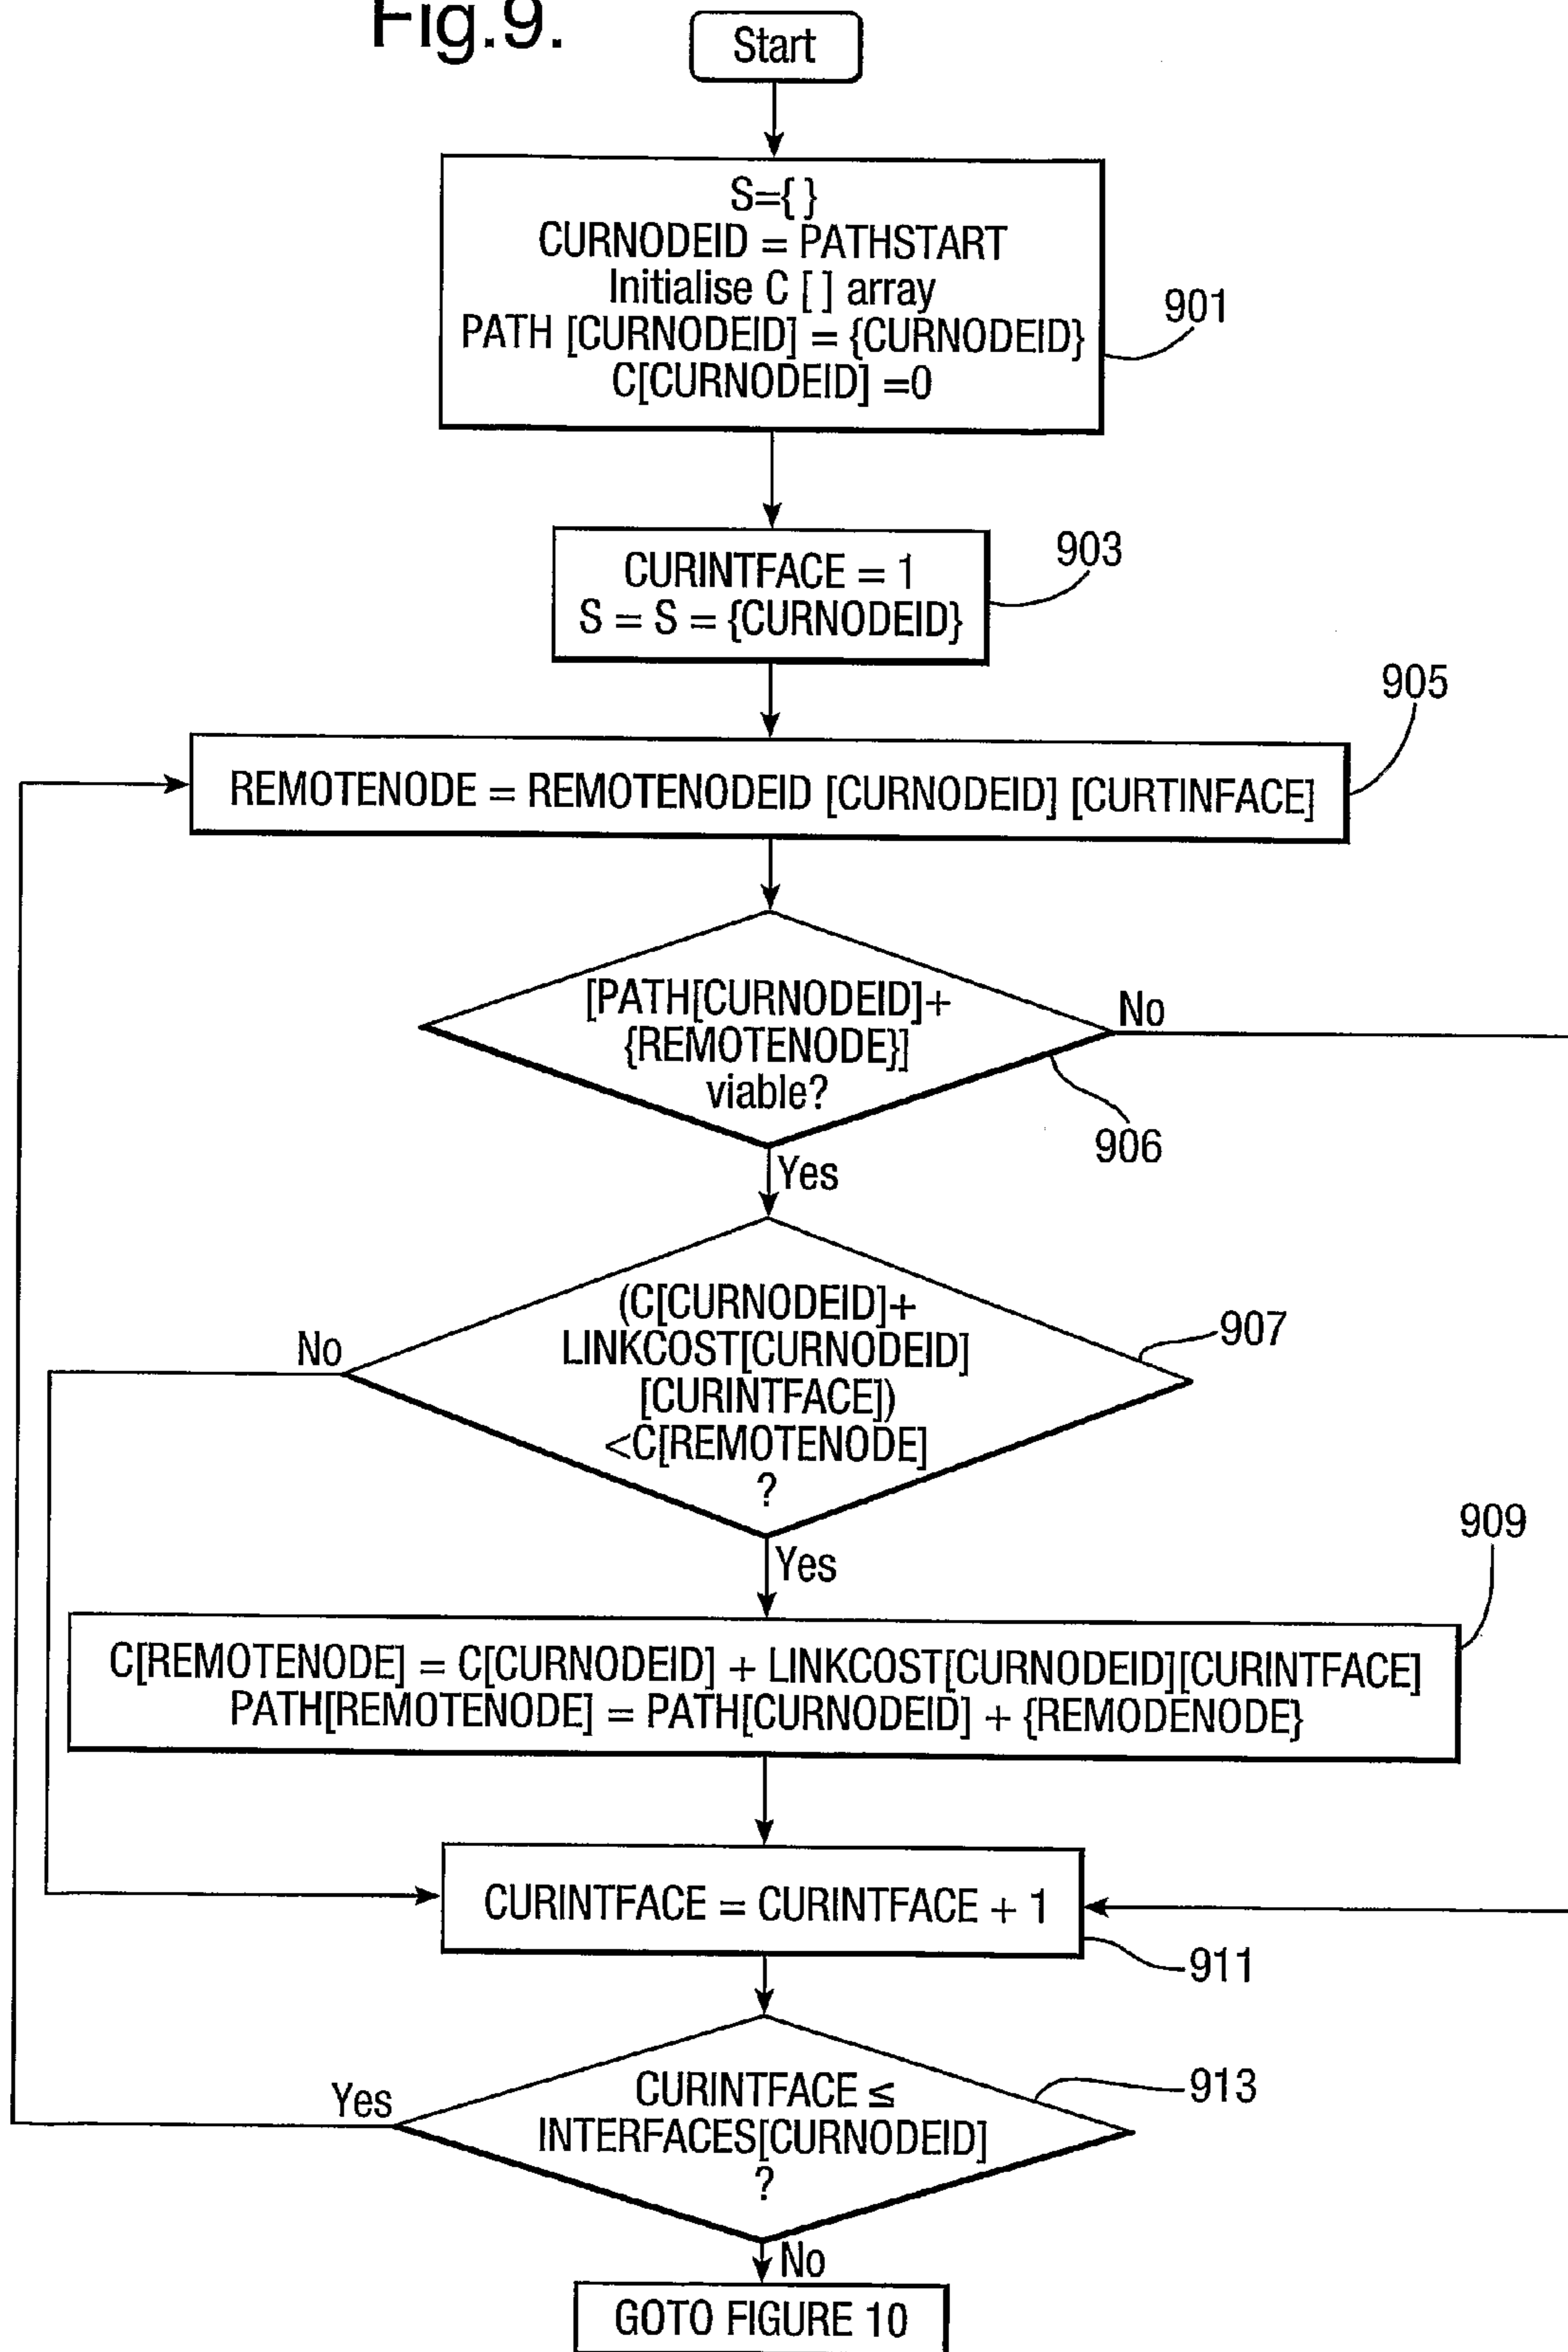 Fig.9.
Start
S={ }
CURNODEID = PATHSTART
Initialise C [ ] array
PATH [CURNODEID] = {CURNODEID}
C[CURNODEID] =0
901
CURINTFACE = 1
S = S = {CURNODEID}
903
905
REMOTENODE = REMOTENODEID [CURNODEID] [CURTINFACE]
[PATH[CURNODEID]+
{REMOTENODE}]
viable?
No
906
Yes
(C[CURNODEID]+
LINKCOST[CURNODEID]
[CURINTFACE])
<C[REMOTENODE]
?
907
No
Yes
909
C[REMOTENODE] = C[CURNODEID] + LINKCOST[CURNODEID][CURINTFACE]
PATH[REMOTENODE] = PATH[CURNODEID] + {REMODENODE}
CURINTFACE = CURINTFACE + 1
911
CURINTFACE ≤
INTERFACES[CURNODEID]
?
913
Yes
No
GOTO FIGURE 10